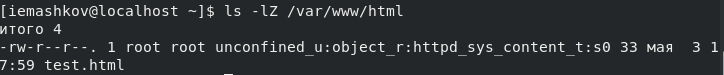 [iemashkov@localhost ~]$ ls -lZ /var/www/html
итого 4
-rw-r--r--. 1 root root unconfined_u:object_r:httpd_sys_content_t:s0 33 мая  3 1
7:59 test.html